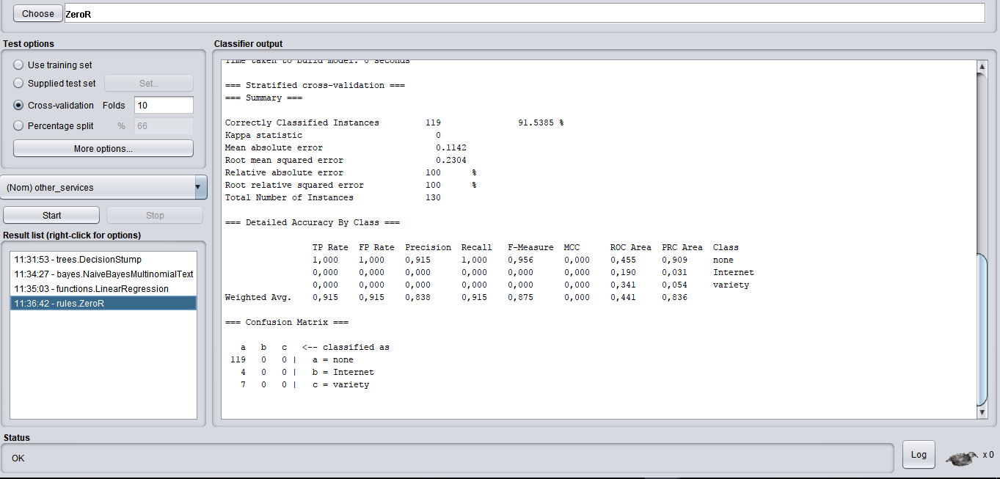 Choose ZeroR
Test options
Use training set
Supplied test set Set...
Cross-validation Folds 10
Percentage split % 66
More options...
(Nom) other_services
Start Stop
Result list (right-click for options)
11:31:53 - trees.DecisionStump
11:34:27 - bayes.NaiveBayesMultinomialText
11:35:03 - functions.LinearRegression
11:36:42 - rules.ZeroR
Classifier output
Time taken to build model: 0 seconds
=== Stratified cross-validation ===
=== Summary ===
Correctly Classified Instances 119 91.5385 %
Kappa statistic 0
Mean absolute error 0.1142
Root mean squared error 0.2304
Relative absolute error 100 %
Root relative squared error 100 %
Total Number of Instances 130
=== Detailed Accuracy By Class ===
TP Rate FP Rate Precision Recall F-Measure MCC ROC Area PRC Area Class
1,000 1,000 0,915 1,000 0,956 0,000 0,455 0,909 none
0,000 0,000 0,000 0,000 0,000 0,000 0,190 0,031 Internet
0,000 0,000 0,000 0,000 0,000 0,000 0,341 0,054 variety
Weighted Avg. 0,915 0,915 0,838 0,915 0,875 0,000 0,441 0,836
=== Confusion Matrix ===
a b c <-- classified as
119 0 0 | a = none
4 0 0 | b = Internet
7 0 0 | c = variety
Status
OK
Log
x 0